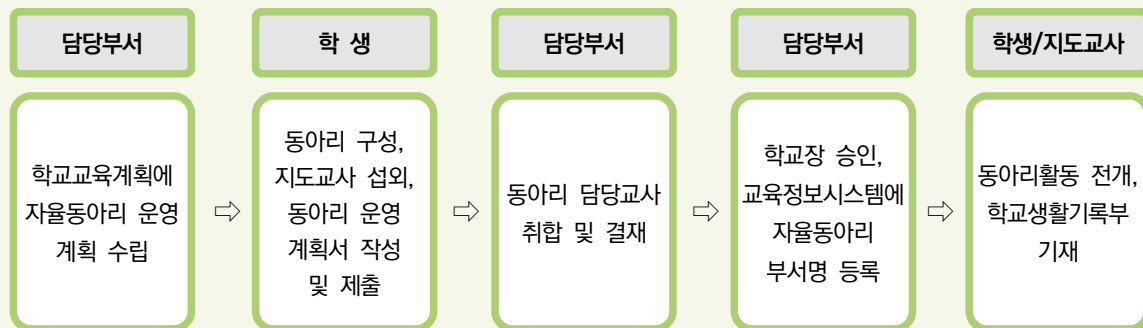 담당부서
학교교육계획에
자율동아리 운영
계획 수립
⇨
학 생
동아리 구성,
지도교사 섭외,
동아리 운영
계획서 작성
및 제출
⇨
담당부서
동아리 담당교사
취합 및 결재
⇨
담당부서
학교장 승인,
교육정보시스템에
자율동아리
부서명 등록
⇨
학생/지도교사
동아리활동 전개,
학교생활기록부
기재